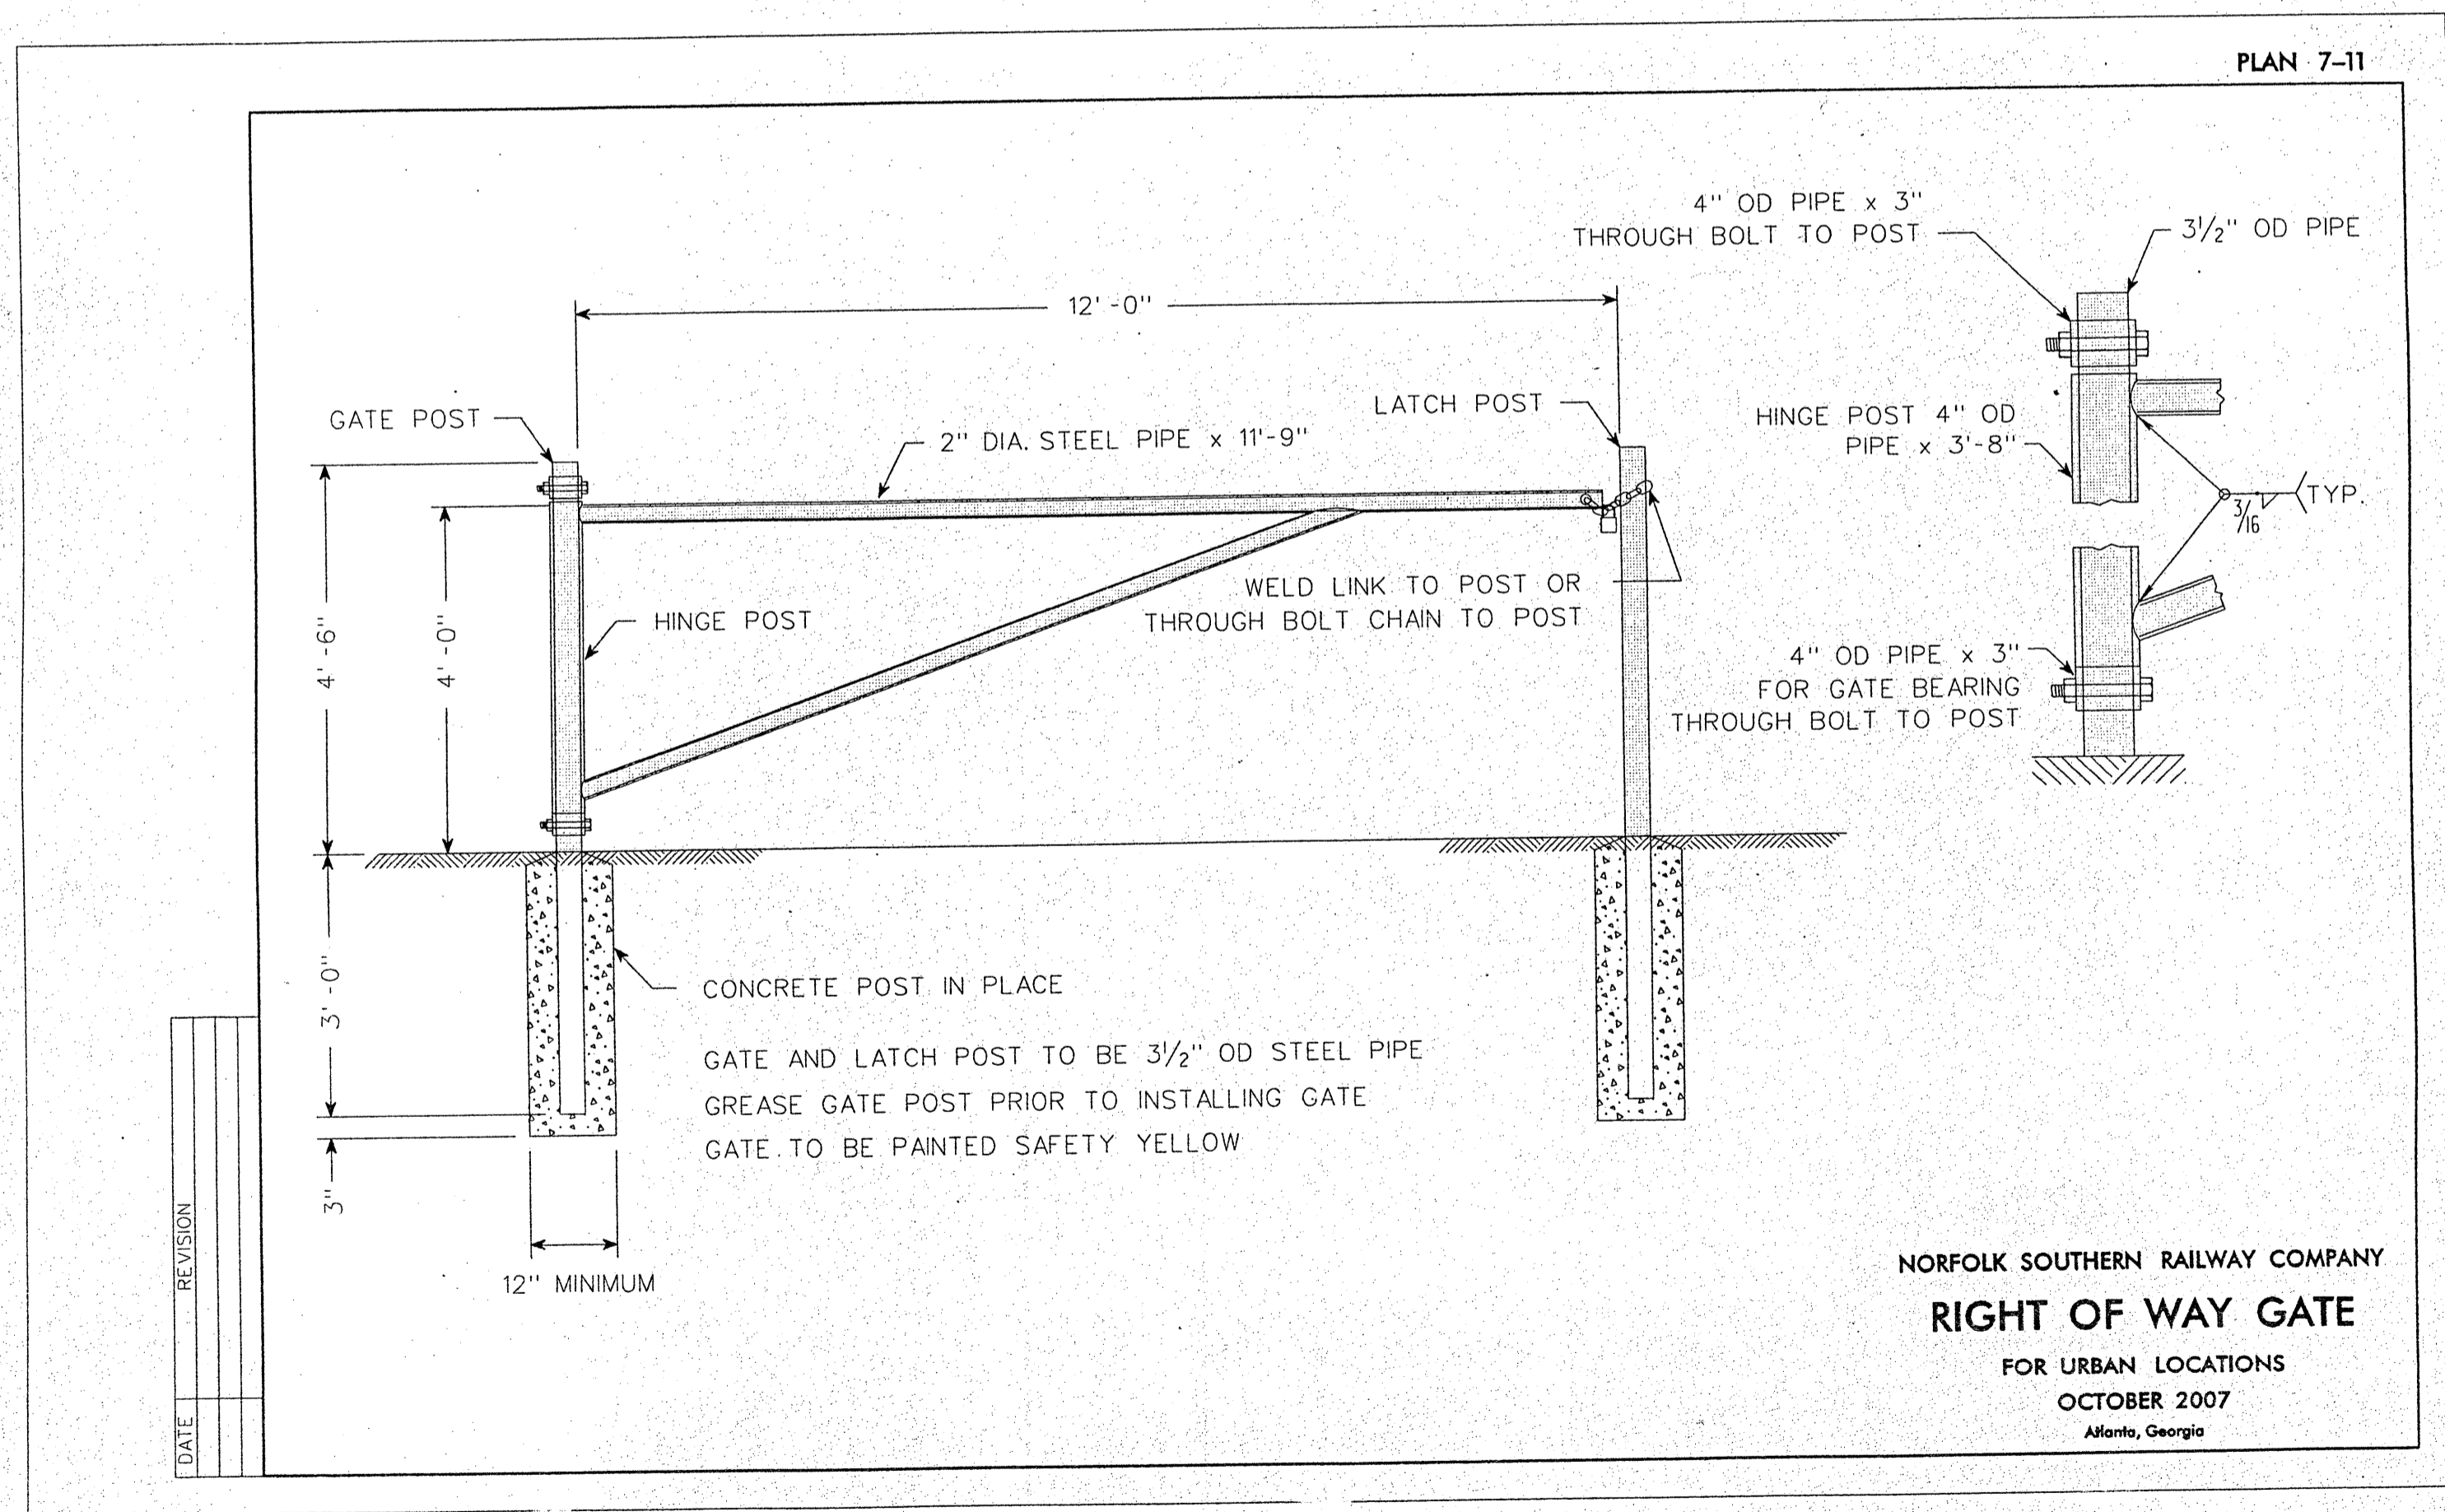 PLAN 7-11
4" OD PIPE x 3"
THROUGH BOLT TO POST
3 1/2" OD PIPE
12'-0"
GATE POST
2" DIA. STEEL PIPE x 11'-9"
LATCH POST
HINGE POST 4" OD
PIPE x 3'-8"
3/16
TYP.
4'-6"
4'-0"
HINGE POST
WELD LINK TO POST OR
THROUGH BOLT CHAIN TO POST
4" OD PIPE x 3"
FOR GATE BEARING
THROUGH BOLT TO POST
3'-0"
CONCRETE POST IN PLACE
GATE AND LATCH POST TO BE 3 1/2" OD STEEL PIPE
GREASE GATE POST PRIOR TO INSTALLING GATE
GATE TO BE PAINTED SAFETY YELLOW
3"
12" MINIMUM
REVISION
DATE
NORFOLK SOUTHERN RAILWAY COMPANY
RIGHT OF WAY GATE
FOR URBAN LOCATIONS
OCTOBER 2007
Atlanta, Georgia